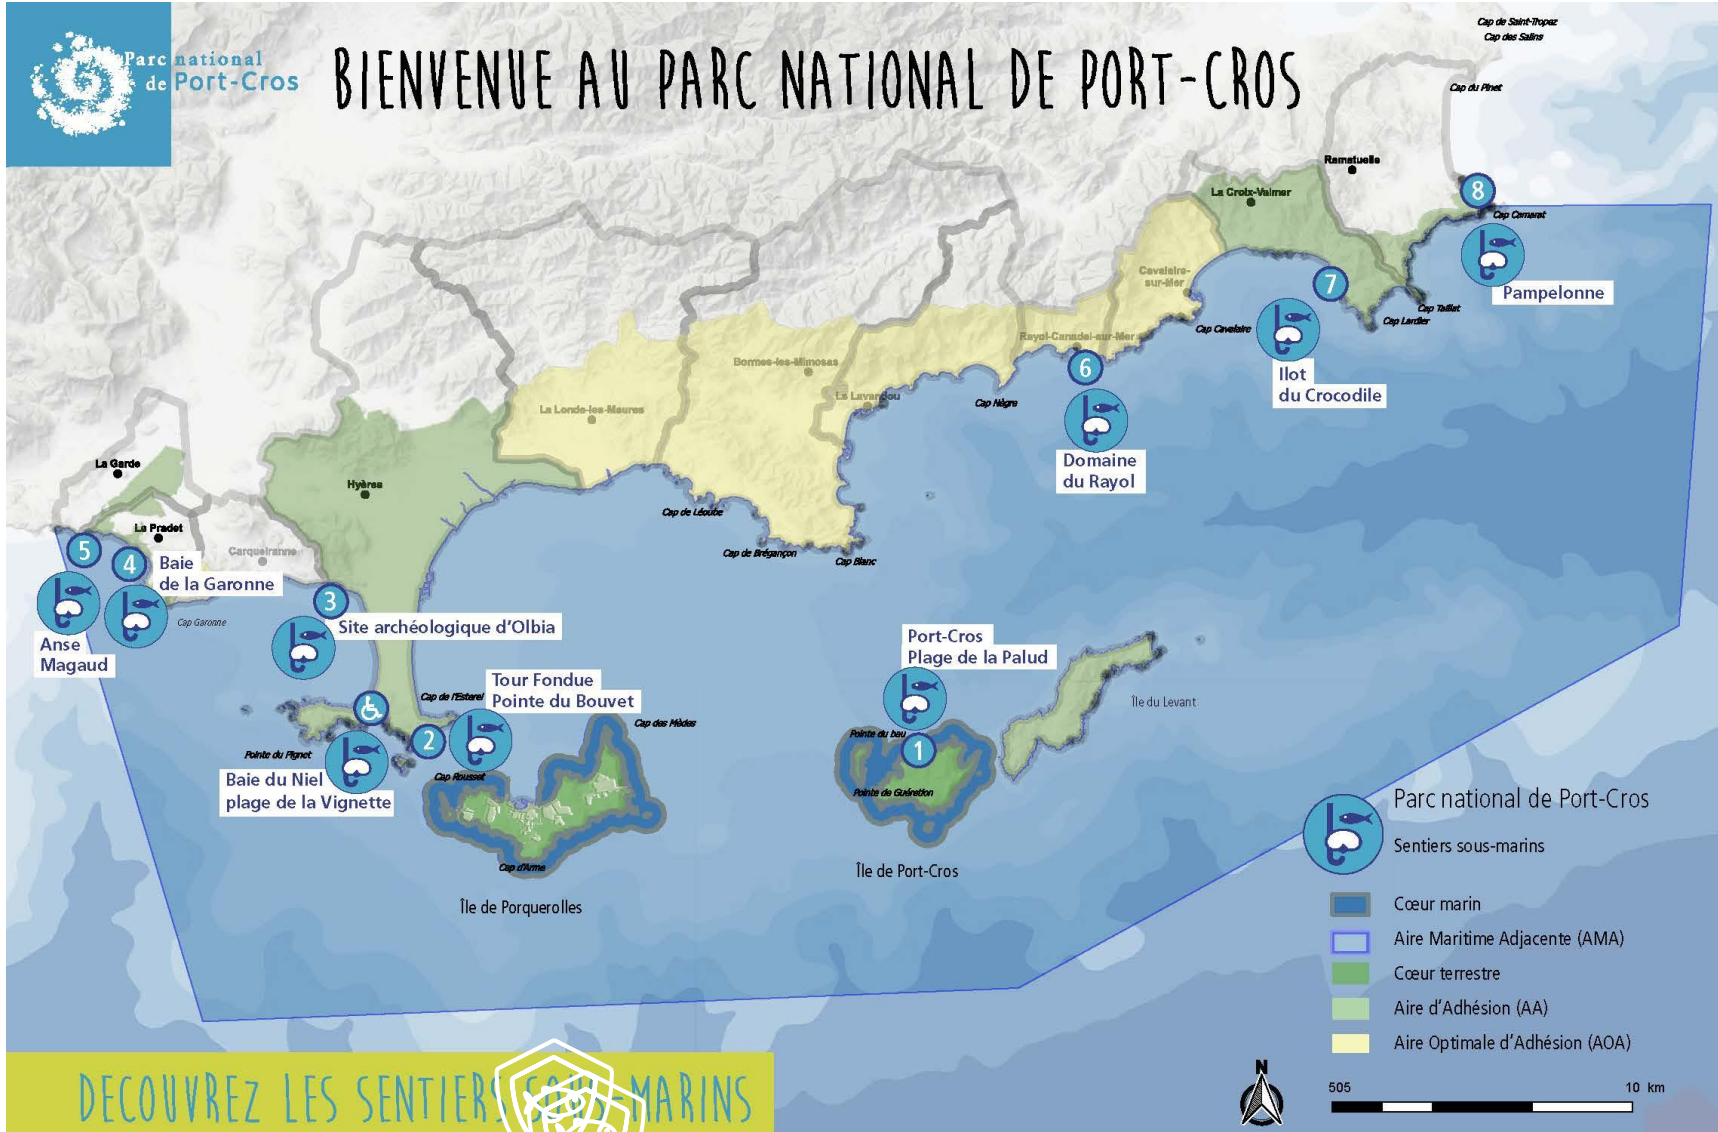 Parc national
de Port-Cros
BIENVENUE AU PARC NATIONAL DE PORT-CROS
Cap de Saint-Tropez
Cap des Salins
Cap du Pinet
Ramatuelle
La Croix-Valmer
8
Cap Camarat
Pampelonne
Cavalaire-
sur-Mer
7
Cap Taillat
Cap Lardier
Cap Cavalaire
Ilot
du Crocodile
Rayol-Canadel-sur-Mer
6
Domaine
du Rayol
Cap Nègre
Bormes-les-Mimosas
Le Lavandou
La Londe-les-Maures
La Garde
Hyères
Cap de Léoube
Cap de Brégançon
Cap Blanc
Le Pradet
Carqueiranne
5
4
Baie
de la Garonne
3
Cap Garonne
Site archéologique d'Olbia
Anse
Magaud
Port-Cros
Plage de la Palud
Tour Fondue
Pointe du Bouvet
Cap de l'Esterel
Île du Levant
Cap des Mèdes
2
Pointe du bau
1
Pointe du Pignet
Cap Rousset
Baie du Niel
plage de la Vignette
Pointe de Guéretion
Cap d'Arme
Île de Port-Cros
Île de Porquerolles
Parc national de Port-Cros
Sentiers sous-marins
Cœur marin
Aire Maritime Adjacente (AMA)
Cœur terrestre
Aire d'Adhésion (AA)
Aire Optimale d'Adhésion (AOA)
N
505 10 km
DECOUVREZ LES SENTIERS SOUS-MARINS